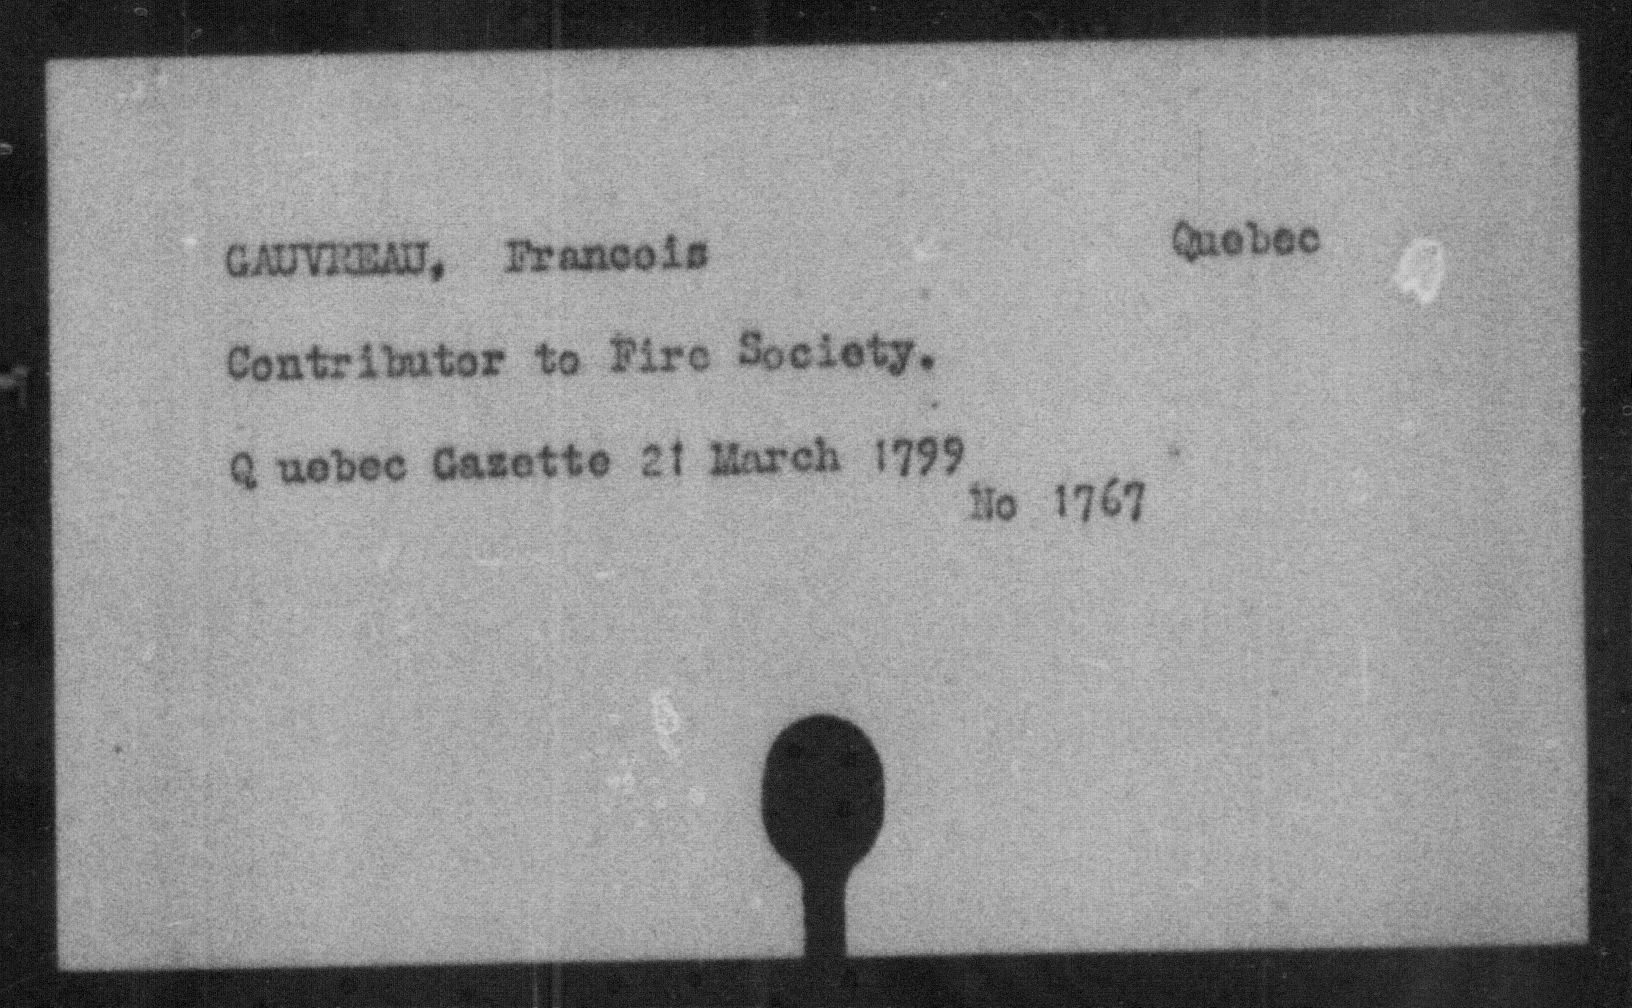 GAUVREAU, Francois Quebec
Contributor to Fire Society.
Q uebec Gazette 21 March 1799
No 1767